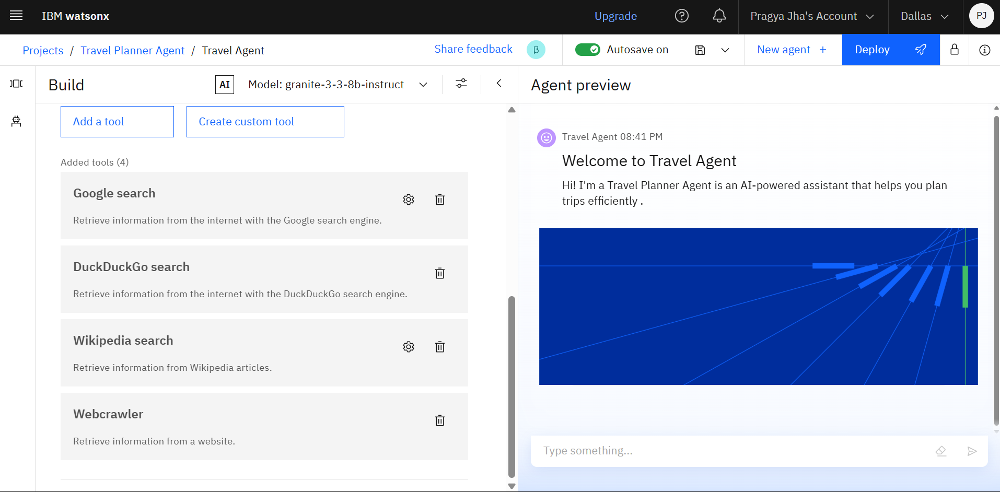 IBM watsonx
Upgrade
Pragya Jha's Account
Dallas
PJ
Projects / Travel Planner Agent / Travel Agent
Share feedback
β
Autosave on
New agent +
Deploy
Build
AI
Model: granite-3-3-8b-instruct
Add a tool
Create custom tool
Added tools (4)
Google search
Retrieve information from the internet with the Google search engine.
DuckDuckGo search
Retrieve information from the internet with the DuckDuckGo search engine.
Wikipedia search
Retrieve information from Wikipedia articles.
Webcrawler
Retrieve information from a website.
Agent preview
Travel Agent 08:41 PM
Welcome to Travel Agent
Hi! I'm a Travel Planner Agent is an AI-powered assistant that helps you plan
trips efficiently .
Type something...